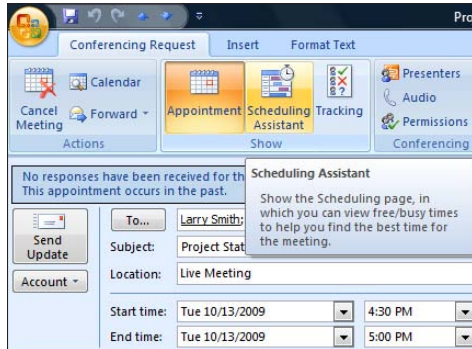 Pro
Conferencing Request Insert Format Text
Cancel Meeting
Calendar
Forward
Actions
Appointment
Scheduling Assistant
Tracking
Show
Presenters
Audio
Permissions
Conferencing
No responses have been received for th
This appointment occurs in the past.
Scheduling Assistant
Show the Scheduling page, in
which you can view free/busy times
to help you find the best time for
the meeting.
Send
Update
Account
To... Larry Smith;
Subject: Project Stat
Location: Live Meeting
Start time: Tue 10/13/2009 4:30 PM
End time: Tue 10/13/2009 5:00 PM